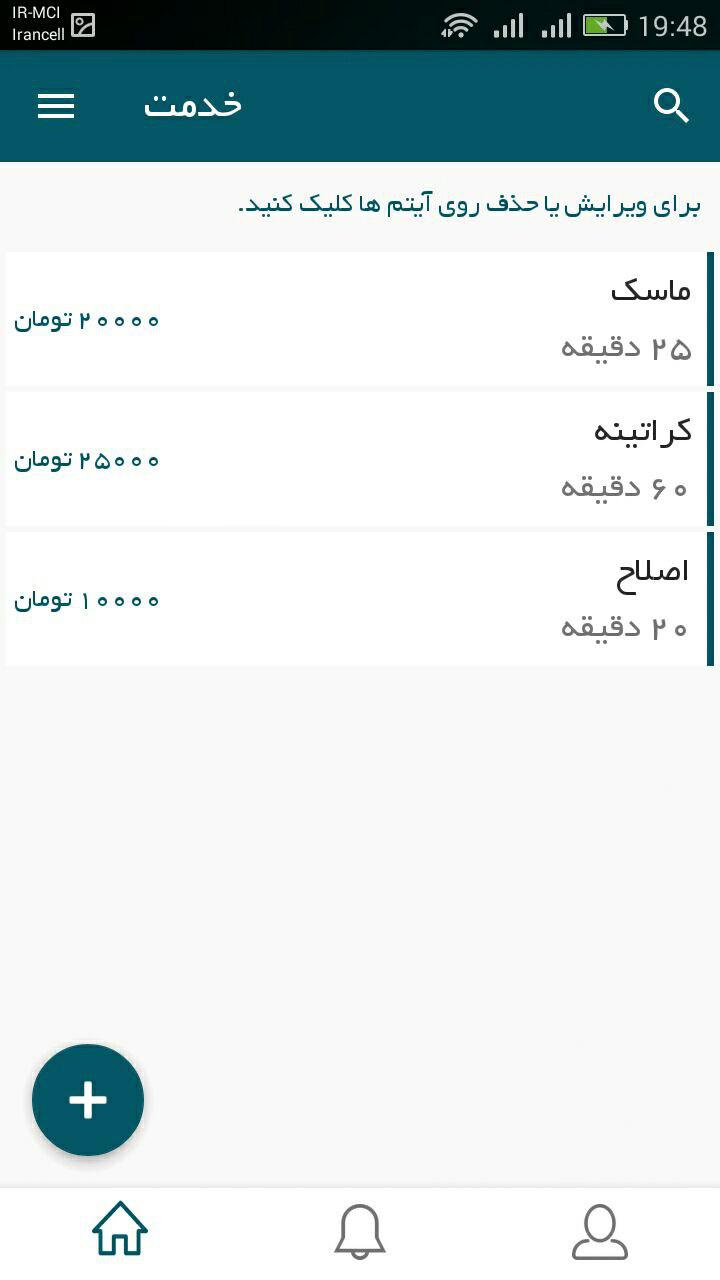 IR-MCI
Irancell
19:48
خدمت
برای ویرایش یا حذف روی آیتم ها کلیک کنید.
ماسک
۲۰۰۰۰ تومان
۲۵ دقیقه
کراتینه
۲۵۰۰۰ تومان
۶۰ دقیقه
اصلاح
۱۰۰۰۰ تومان
۲۰ دقیقه